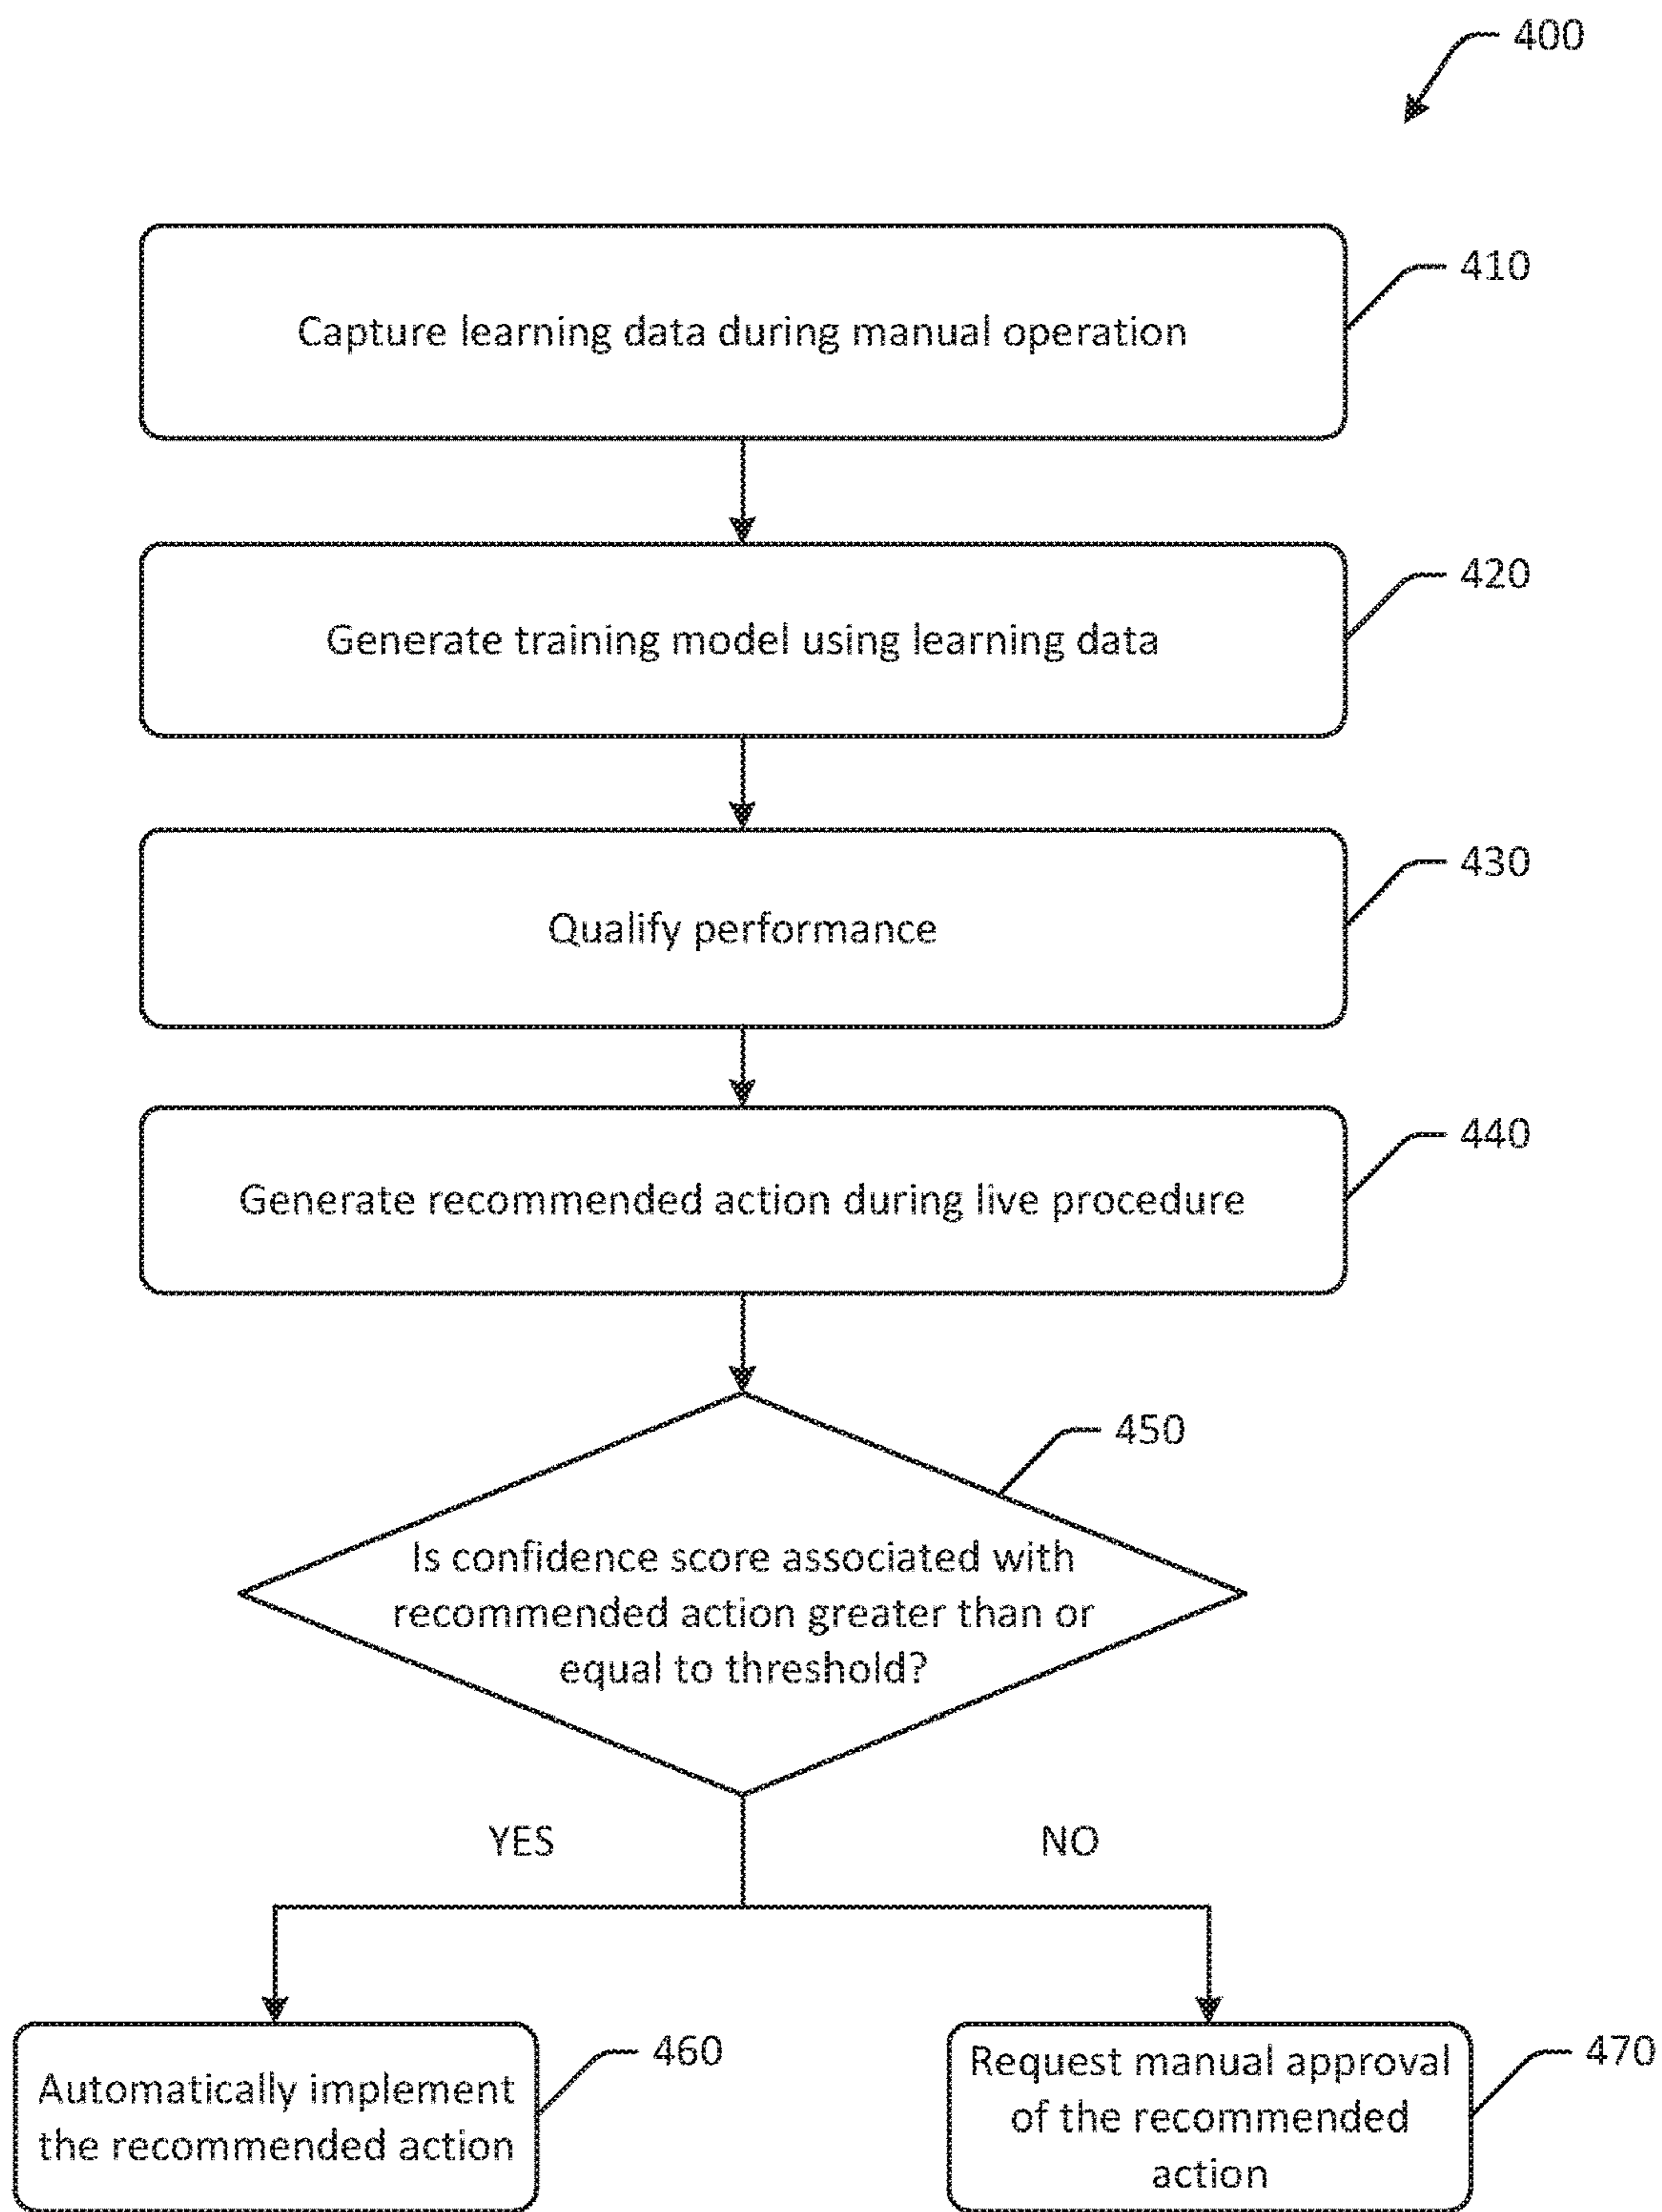 400
Capture learning data during manual operation
410
Generate training model using learning data
420
Qualify performance
430
Generate recommended action during live procedure
440
450
Is confidence score associated with
recommended action greater than or
equal to threshold?
YES
NO
Automatically implement
the recommended action
460
Request manual approval
of the recommended
action
470